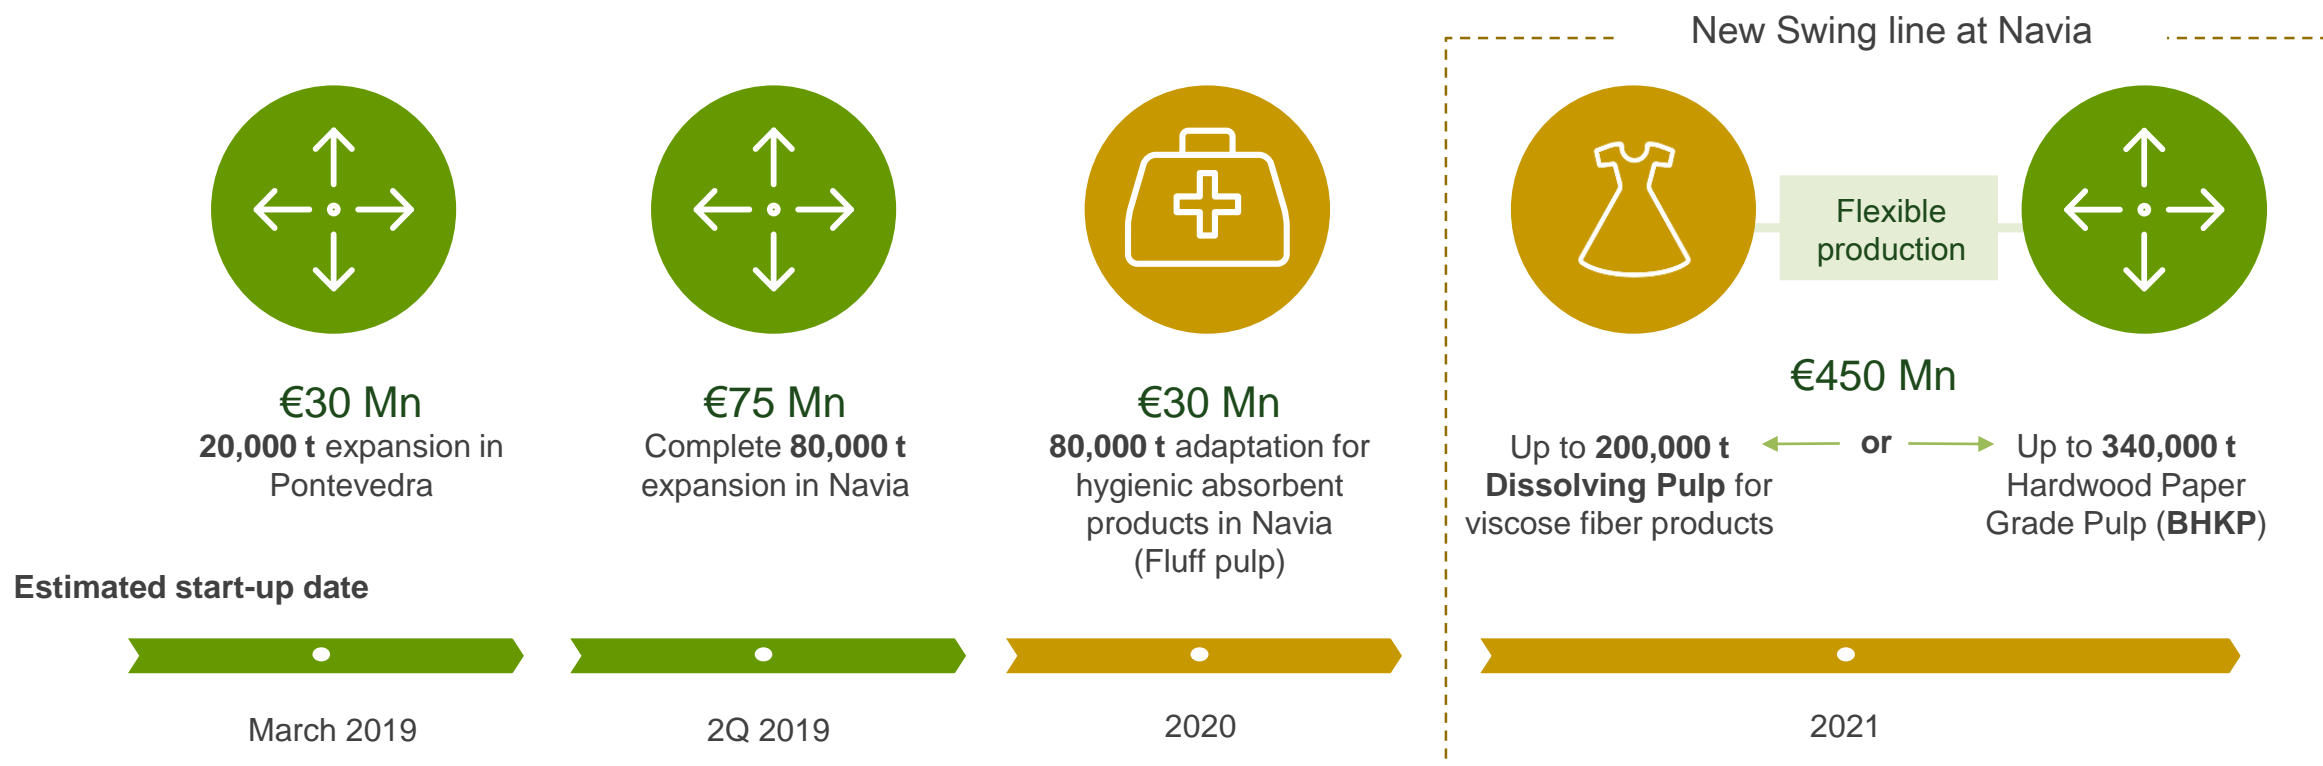 New Swing line at Navia
Flexible
production
€30 Mn
20,000 t expansion in
Pontevedra
€75 Mn
Complete 80,000 t
expansion in Navia
€30 Mn
80,000 t adaptation for
hygienic absorbent
products in Navia
(Fluff pulp)
€450 Mn
Up to 200,000 t
Dissolving Pulp for
viscose fiber products
or
Up to 340,000 t
Hardwood Paper
Grade Pulp (BHKP)
Estimated start-up date
March 2019
2Q 2019
2020
2021